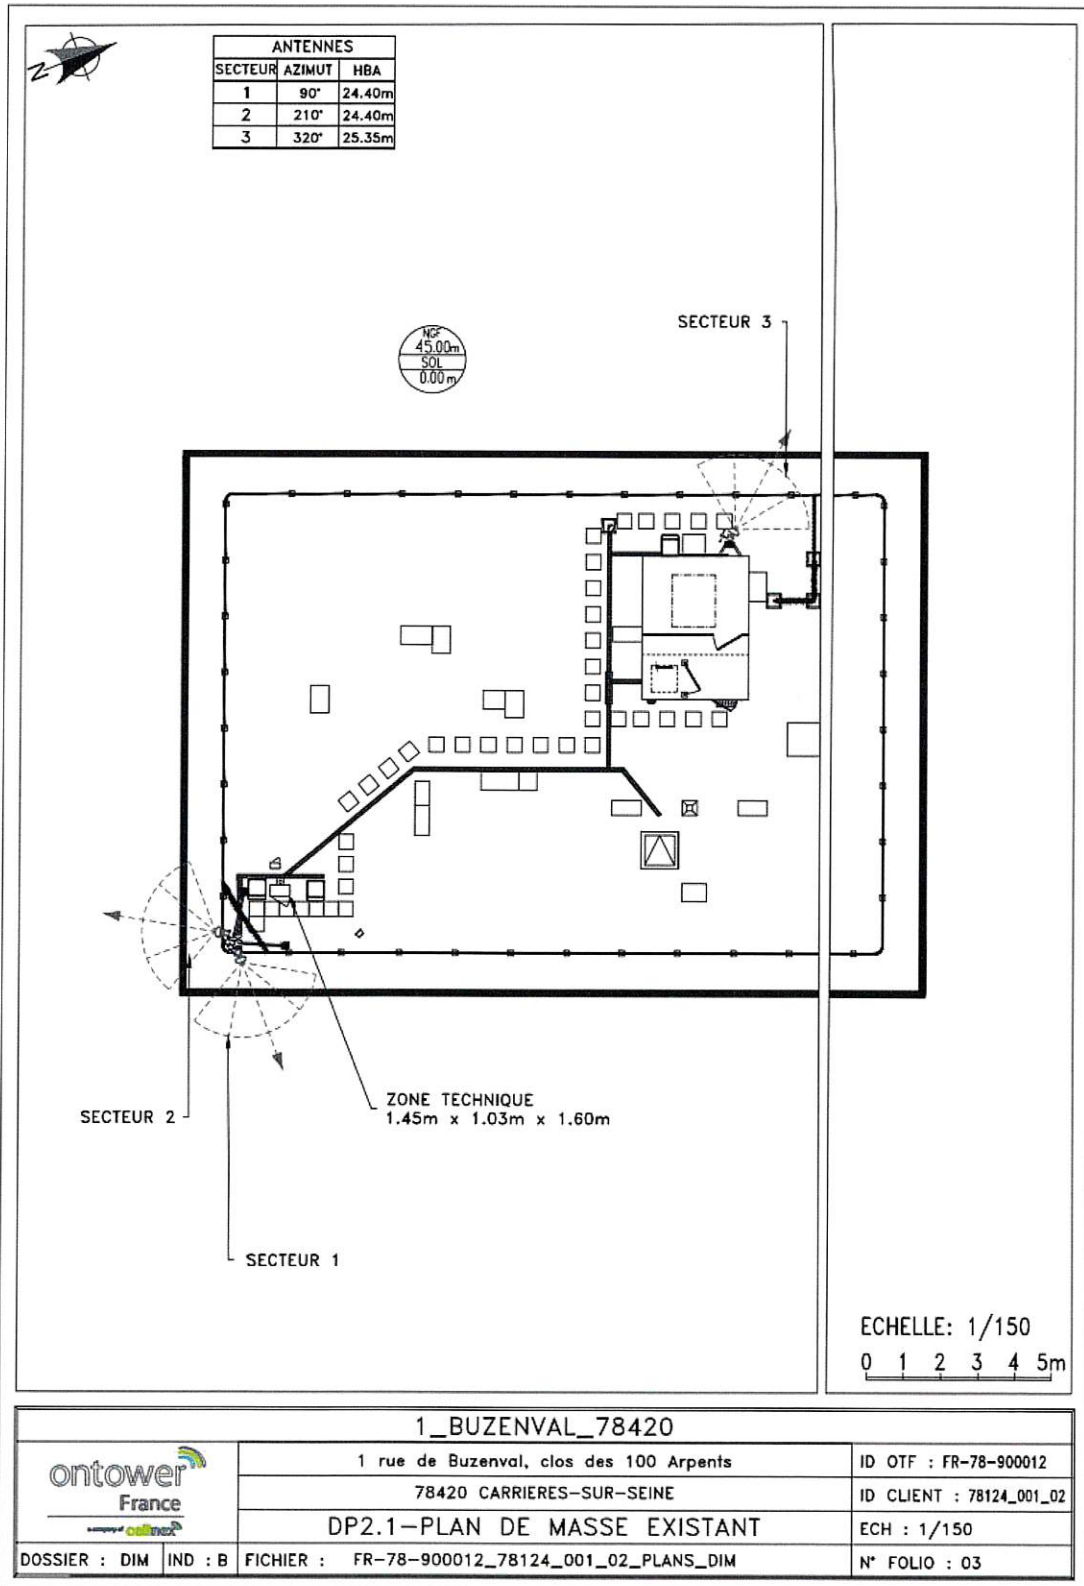 N
ANTENNES
SECTEUR AZIMUT HBA
1 90° 24.40m
2 210° 24.40m
3 320° 25.35m
NGF
45.00m
SOL
0.00 m
SECTEUR 3
ZONE TECHNIQUE
1.45m x 1.03m x 1.60m
SECTEUR 2
SECTEUR 1
ECHELLE: 1/150
0 1 2 3 4 5m
1_BUZENVAL_78420
ontower
France
a company of cellnex
1 rue de Buzenval, clos des 100 Arpents
78420 CARRIERES-SUR-SEINE
DP2.1-PLAN DE MASSE EXISTANT
ID OTF : FR-78-900012
ID CLIENT : 78124_001_02
ECH : 1/150
DOSSIER : DIM IND : B FICHIER : FR-78-900012_78124_001_02_PLANS_DIM N° FOLIO : 03